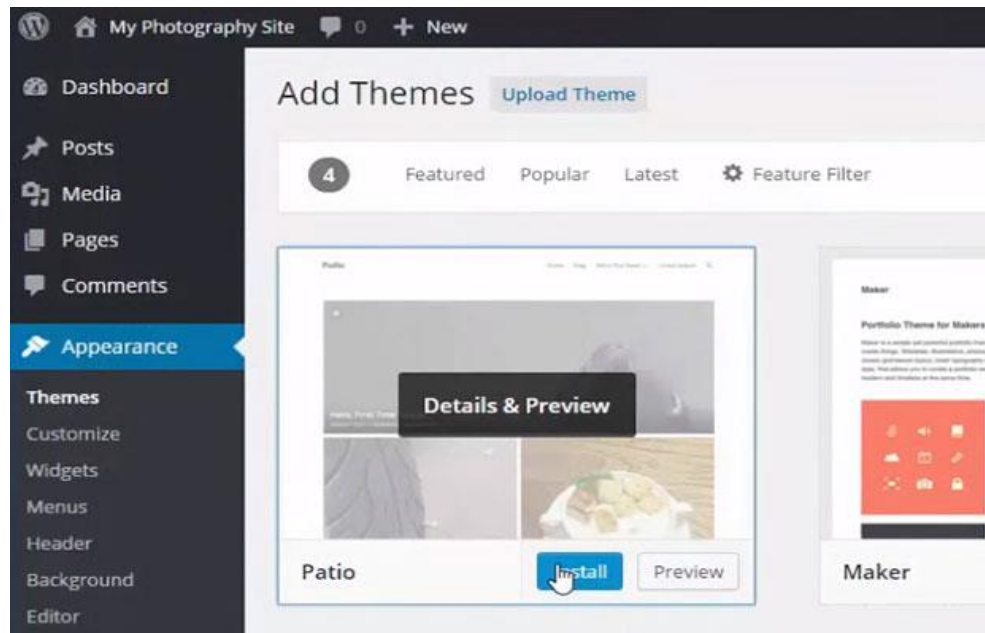 My Photography Site 0 + New
Dashboard
Add Themes Upload Theme
Posts
4 Featured Popular Latest Feature Filter
Media
Pages
Comments
Appearance
Themes
Customize
Widgets
Menus
Header
Background
Editor
Patio
Details & Preview
Patio Install Preview
Maker
Portfolio Theme for Makers
Maker